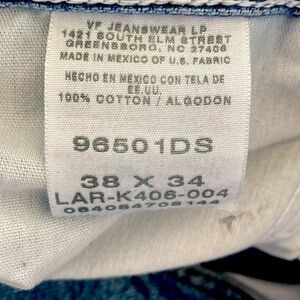 VF JEANSWEAR LP
1421 SOUTH ELM STREET
GREENSBORO, NC 27406
MADE IN MEXICO OF U.S. FABRIC
HECHO EN MEXICO CON TELA DE
EE.UU.
100% COTTON / ALGODON
96501DS
38 X 34
LAR-K406-004